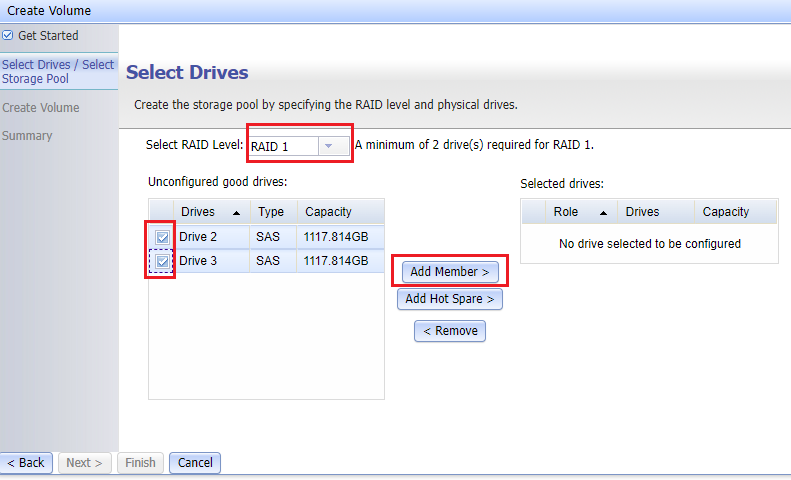 Create Volume
Get Started
Select Drives / Select
Storage Pool
Create Volume
Summary
Select Drives
Create the storage pool by specifying the RAID level and physical drives.
Select RAID Level: RAID 1 A minimum of 2 drive(s) required for RAID 1.
Unconfigured good drives:
Drives Type Capacity
Drive 2 SAS 1117.814GB
Drive 3 SAS 1117.814GB
Add Member >
Add Hot Spare >
< Remove
Selected drives:
Role Drives Capacity
No drive selected to be configured
< Back Next > Finish Cancel